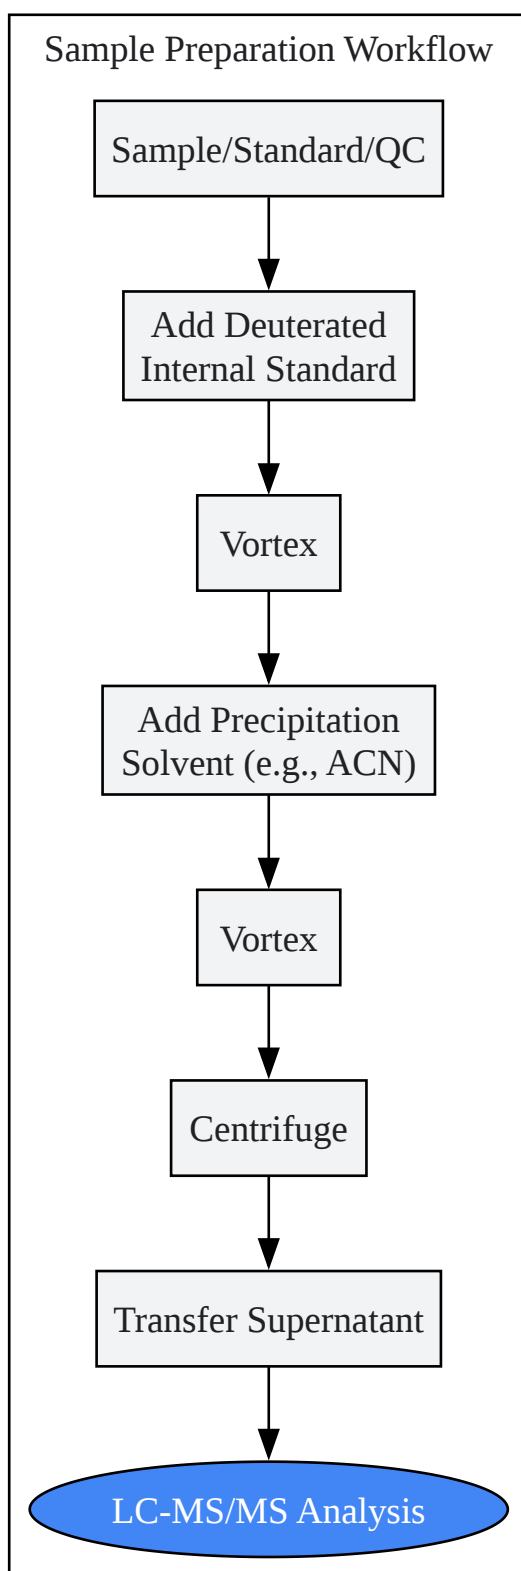 Sample Preparation Workflow
Sample/Standard/QC
Add Deuterated
Internal Standard
Vortex
Add Precipitation
Solvent (e.g., ACN)
Vortex
Centrifuge
Transfer Supernatant
LC-MS/MS Analysis